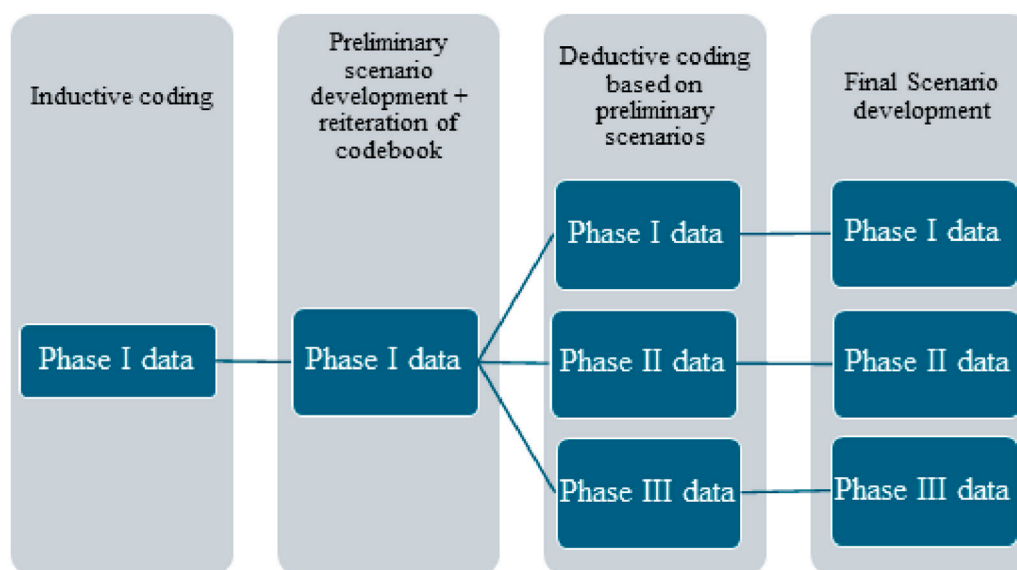 Inductive coding
Preliminary
scenario
development +
reiteration of
codebook
Deductive coding
based on
preliminary
scenarios
Final Scenario
development
Phase I data
Phase I data
Phase I data
Phase II data
Phase III data
Phase I data
Phase II data
Phase III data